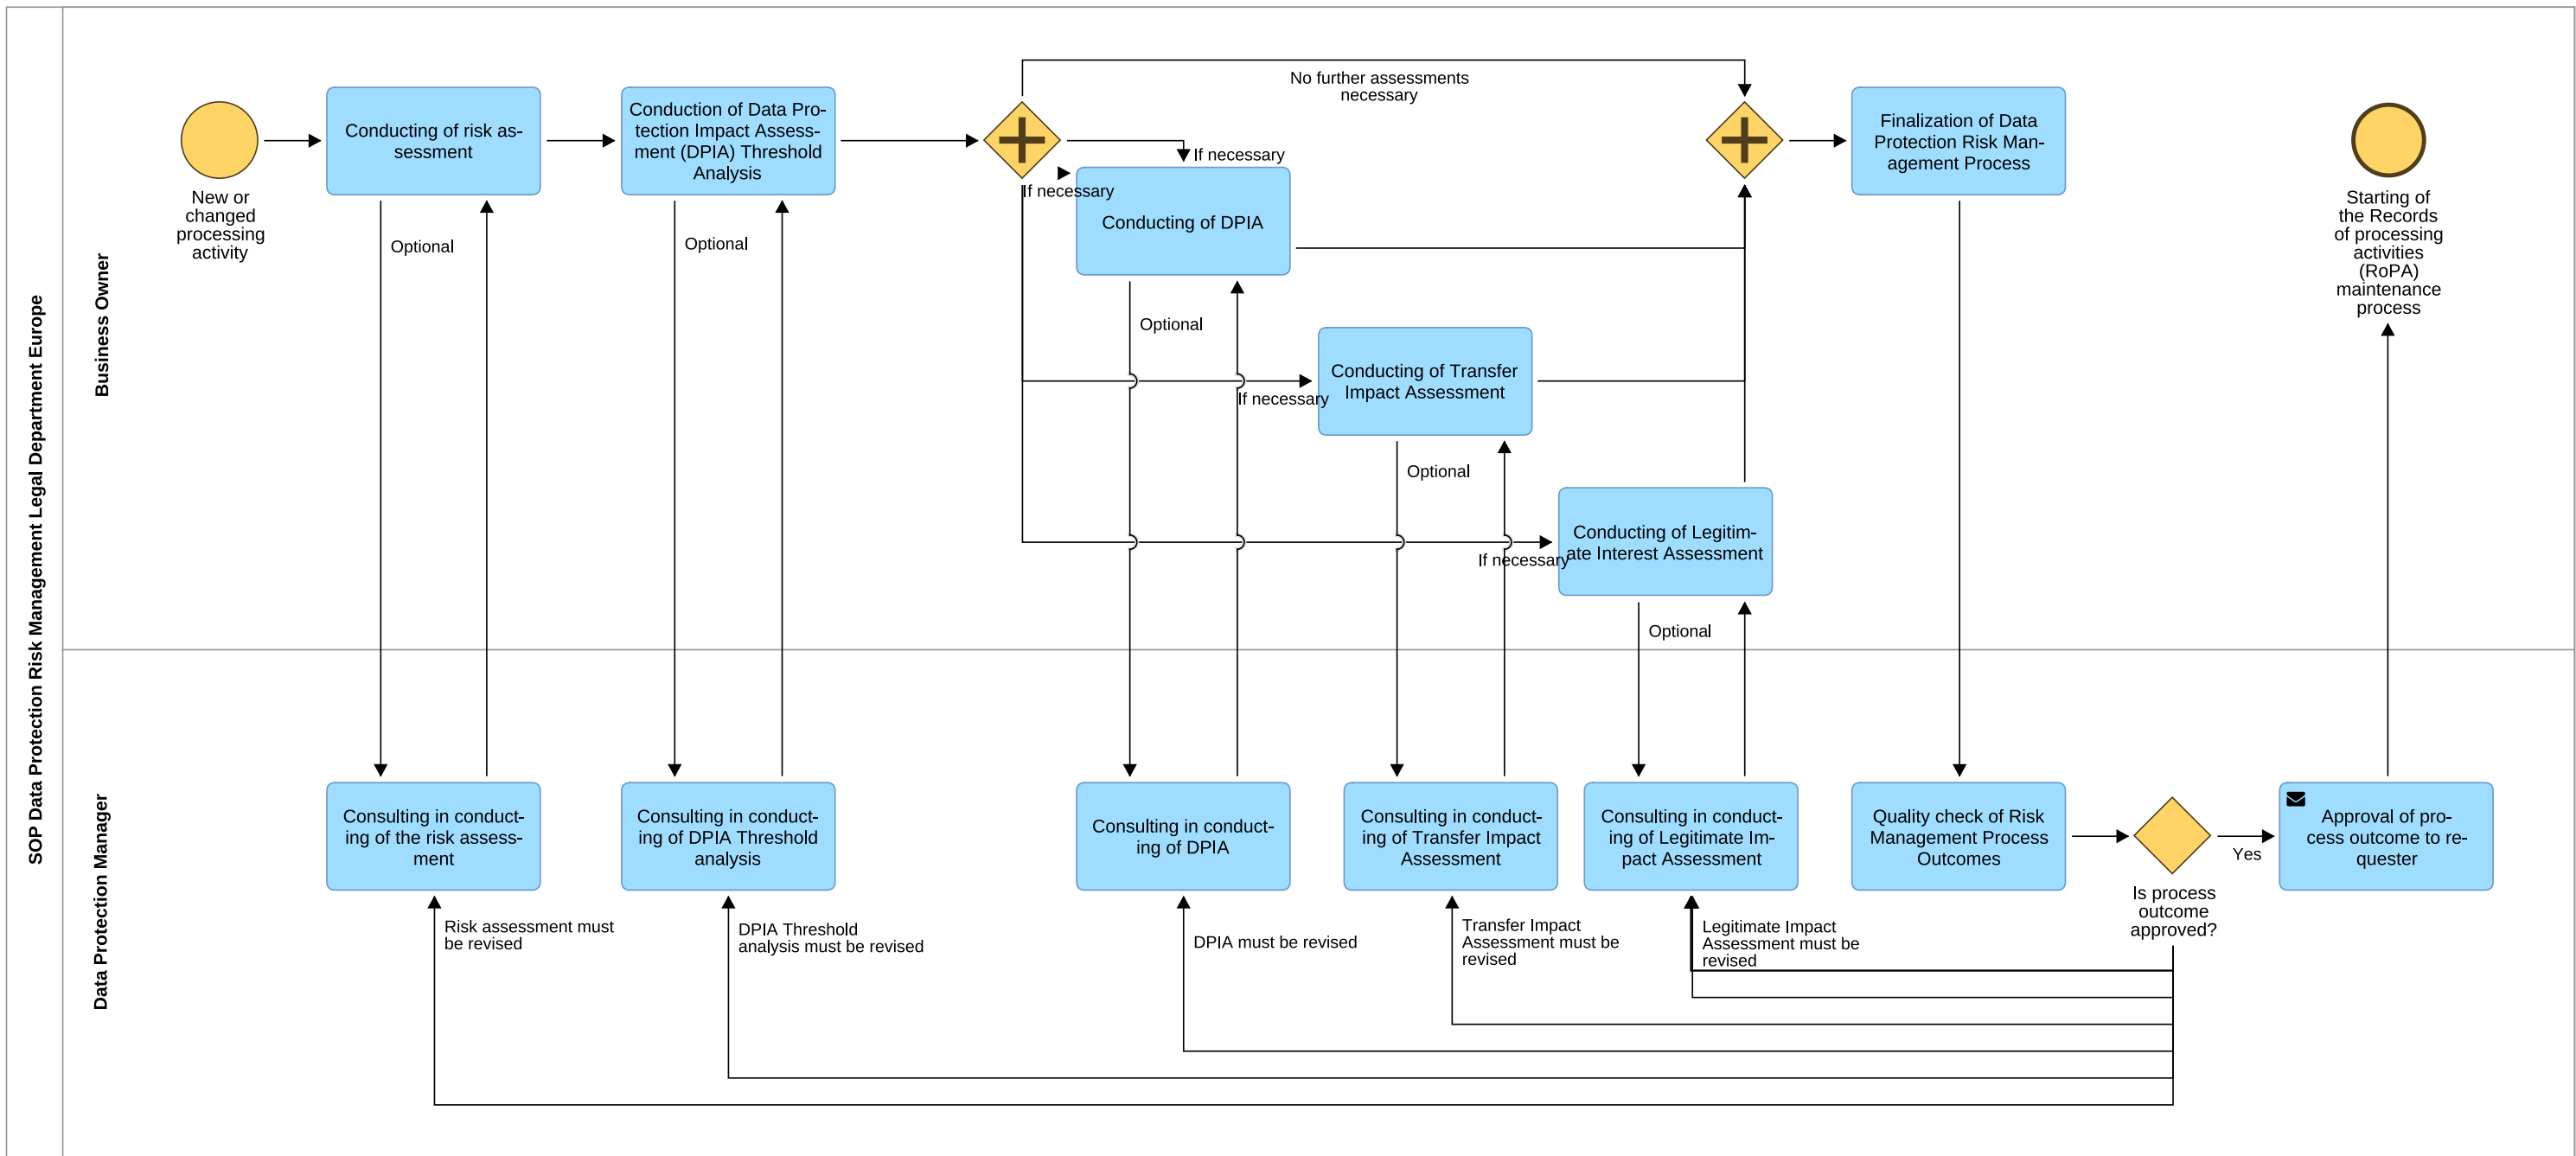 SOP Data Protection Risk Management Legal Department Europe
Business Owner
New or
changed
processing
activity
Conducting of risk as-
sessment
Optional
Conduction of Data Pro-
tection Impact Assess-
ment (DPIA) Threshold
Analysis
Optional
No further assessments
necessary
If necessary
If necessary
Conducting of DPIA
Optional
If necessary
Conducting of Transfer
Impact Assessment
Optional
If necessary
Conducting of Legitim-
ate Interest Assessment
Optional
Finalization of Data
Protection Risk Man-
agement Process
Starting of
the Records
of processing
activities
(RoPA)
maintenance
process
Data Protection Manager
Consulting in conduct-
ing of the risk assess-
ment
Risk assessment must
be revised
Consulting in conduct-
ing of DPIA Threshold
analysis
DPIA Threshold
analysis must be revised
Consulting in conduct-
ing of DPIA
DPIA must be revised
Consulting in conduct-
ing of Transfer Impact
Assessment
Transfer Impact
Assessment must be
revised
Consulting in conduct-
ing of Legitimate Im-
pact Assessment
Legitimate Impact
Assessment must be
revised
Quality check of Risk
Management Process
Outcomes
Is process
outcome
approved?
Yes
Approval of pro-
cess outcome to re-
quester